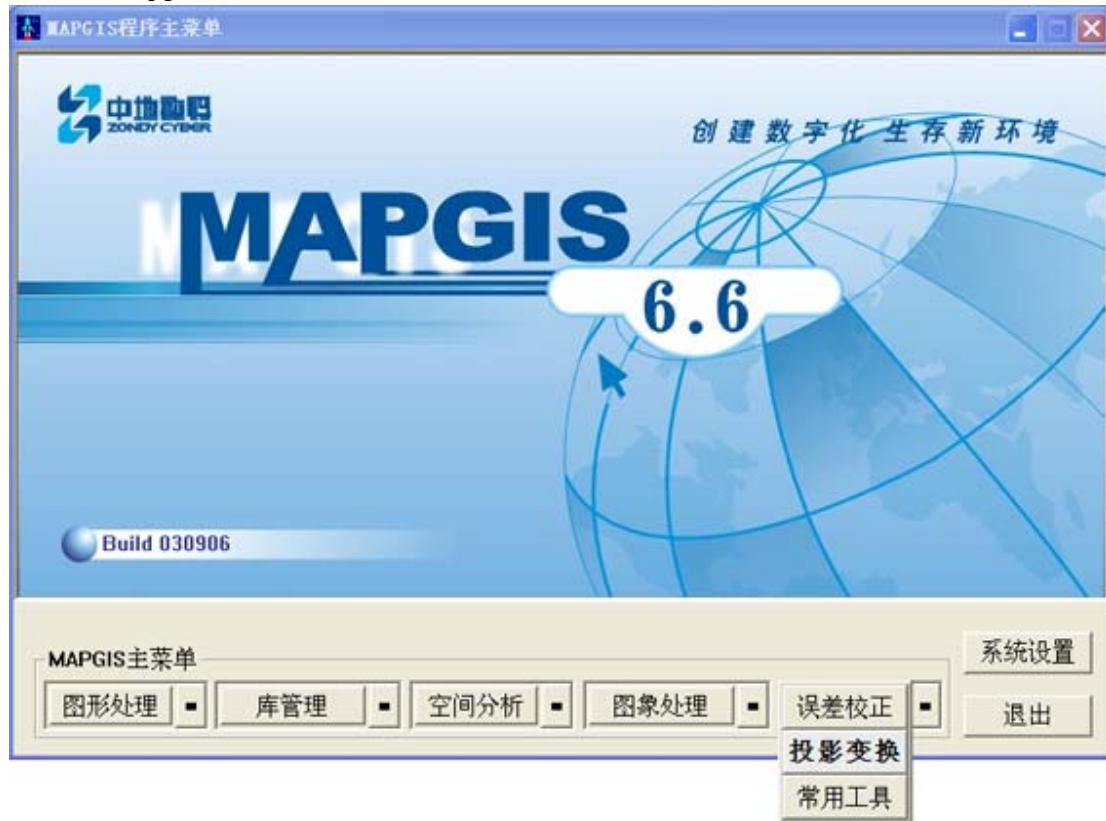 MAPGIS程序主菜单
中地数码
ZONDY CYBER
创建数字化 生存新环境
MAPGIS
6.6
Build 030906
MAPGIS主菜单
系统设置
图形处理 库管理 空间分析 图象处理 误差校正
退出
投影变换
常用工具